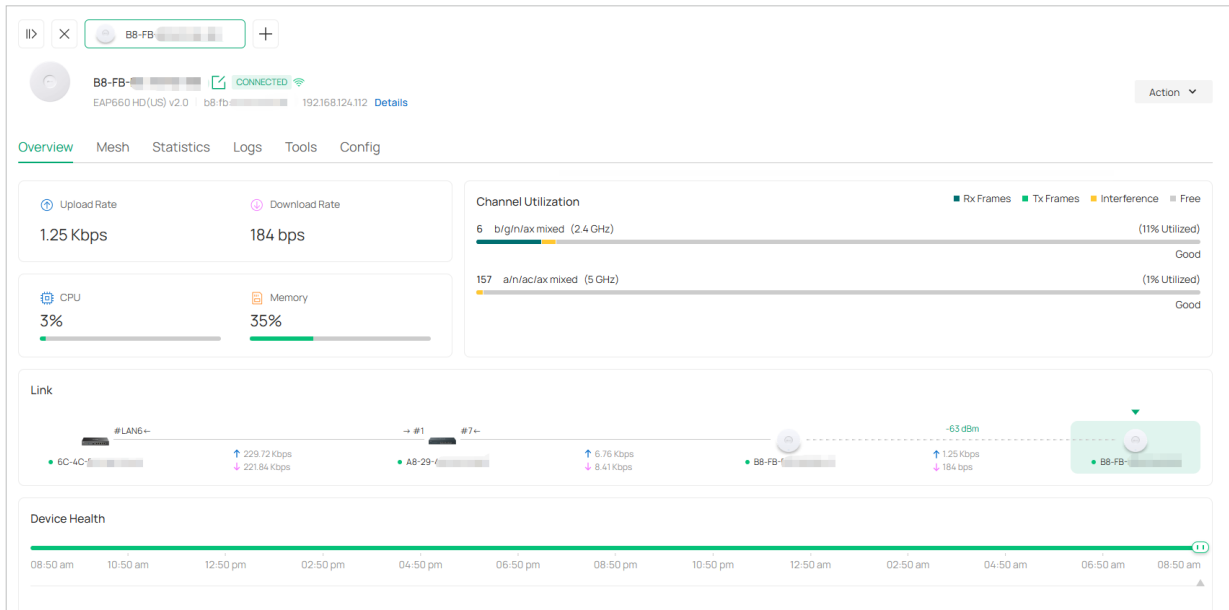 B8-FB-
B8-FB- CONNECTED
EAP660 HD(US) v2.0 b8:fb: 192.168.124.112 Details
Action
Overview Mesh Statistics Logs Tools Config
Upload Rate Download Rate
1.25 Kbps 184 bps
CPU Memory
3% 35%
Channel Utilization Rx Frames Tx Frames Interference Free
6 b/g/n/ax mixed (2.4 GHz) (11% Utilized)
Good
157 a/n/ac/ax mixed (5 GHz) (1% Utilized)
Good
Link
#LAN6← → #1 #7← -63 dBm
↑ 229.72 Kbps ↑ 6.76 Kbps ↑ 1.25 Kbps
↓ 221.84 Kbps ↓ 8.41 Kbps ↓ 184 bps
6C-4C- A8-29- B8-FB- B8-FB-
Device Health
08:50 am 10:50 am 12:50 pm 02:50 pm 04:50 pm 06:50 pm 08:50 pm 10:50 pm 12:50 am 02:50 am 04:50 am 06:50 am 08:50 am